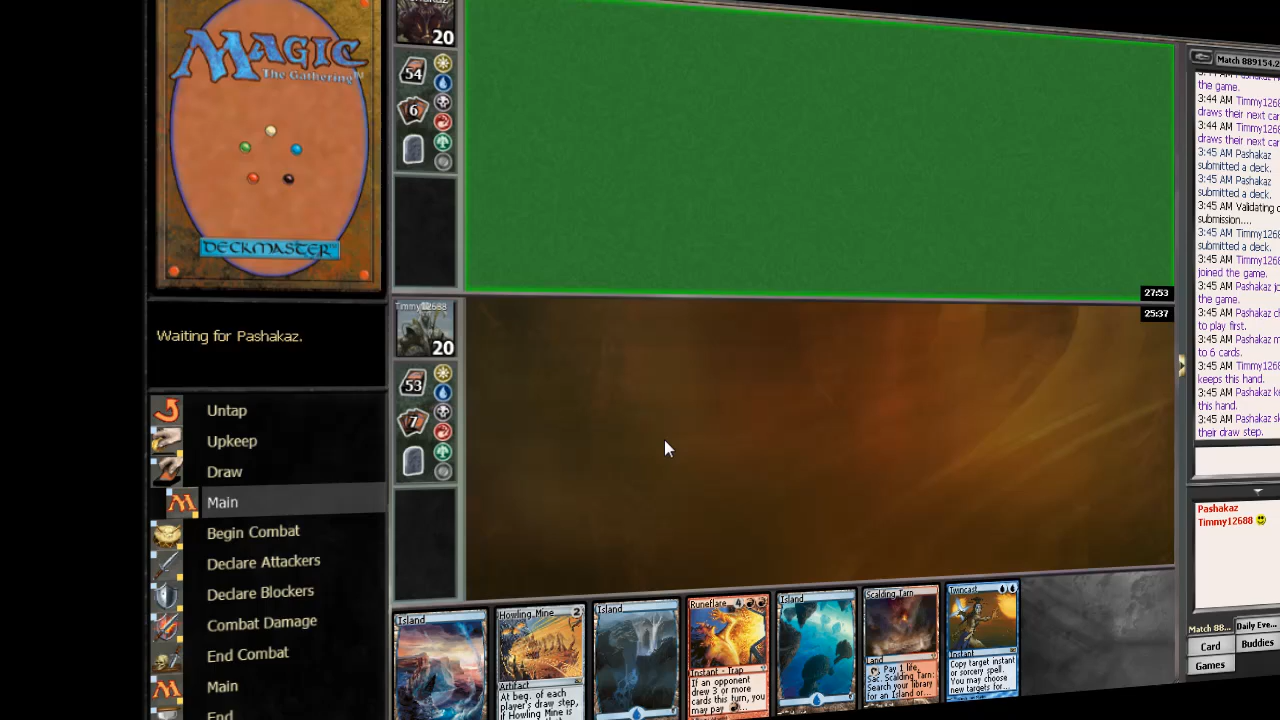 MAGIC
The Gathering
DECKMASTER
20
54
6
27:53
25:37
Waiting for Pashakaz.
Timmy12688
20
53
7
Untap
Upkeep
Draw
Main
Begin Combat
Declare Attackers
Declare Blockers
Combat Damage
End Combat
Main
End
Island
Howling Mine 2
Artifact
At beg. of each
player's draw step,
if Howling Mine is
Island
Runeflare 4
Instant - Trap
If an opponent
drew 3 or more
cards this turn, you
may pay
Island
Scalding Tarn
Land
Pay 1 life,
Sac. Scalding Tarn:
Search your library
for an Island or...
Twincast
Instant
Copy target instant
or sorcery spell.
You may choose
new targets for...
Match 889154.2
the game.
3:44 AM Timmy1268
draws their next car
3:44 AM Timmy1268
draws their next car
3:45 AM Pashakaz
submitted a deck.
3:45 AM Pashakaz
submitted a deck.
3:45 AM Validating
submission....
3:45 AM Timmy1268
submitted a deck.
3:45 AM Timmy1268
joined the game.
3:45 AM Pashakaz jo
the game.
3:45 AM Pashakaz ch
to play first.
3:45 AM Pashakaz m
to 6 cards.
3:45 AM Timmy1268
keeps this hand.
3:45 AM Pashakaz ke
this hand.
3:45 AM Pashakaz sk
their draw step.
Pashakaz
Timmy12688
Match 88...
Daily Eve...
Card
Buddies
Games